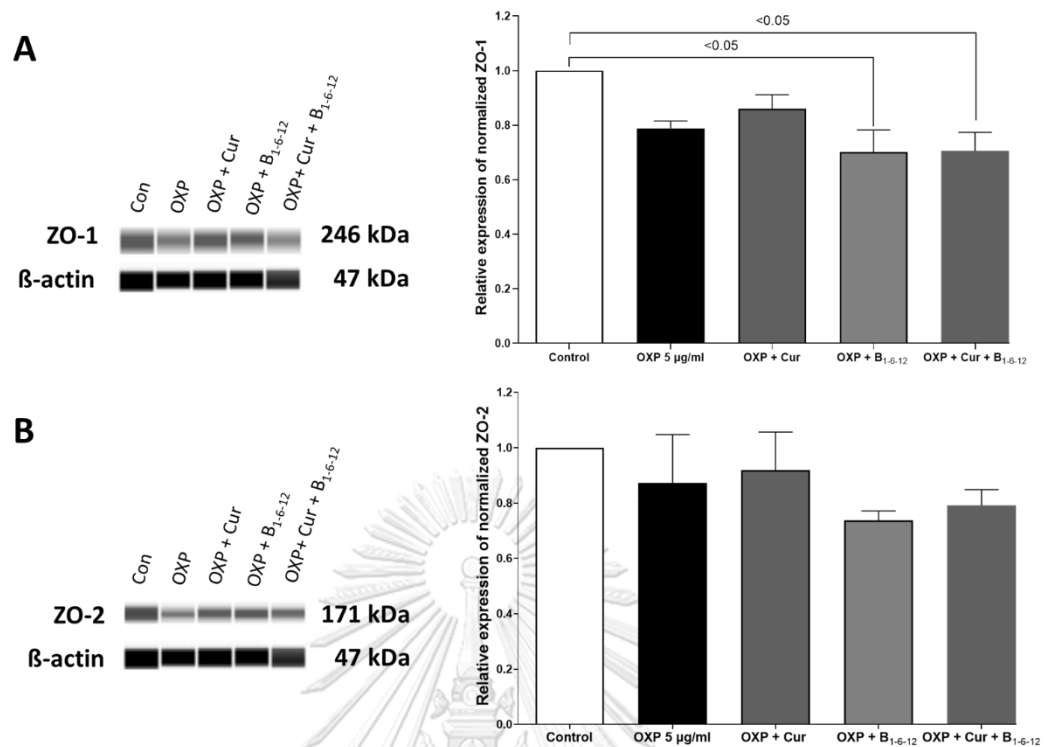 A
Con
OXP
OXP + Cur
OXP + B1-6-12
OXP+ Cur + B1-6-12
ZO-1
246 kDa
ß-actin
47 kDa
Relative expression of normalized ZO-1
1.2
1.0
0.8
0.6
0.4
0.2
0.0
<0.05
<0.05
Control
OXP 5 µg/ml
OXP + Cur
OXP + B1-6-12
OXP + Cur + B1-6-12
B
Con
OXP
OXP + Cur
OXP + B1-6-12
OXP+ Cur + B1-6-12
ZO-2
171 kDa
ß-actin
47 kDa
Relative expression of normalized ZO-2
1.2
1.0
0.8
0.6
0.4
0.2
0.0
Control
OXP 5 µg/ml
OXP + Cur
OXP + B1-6-12
OXP + Cur + B1-6-12